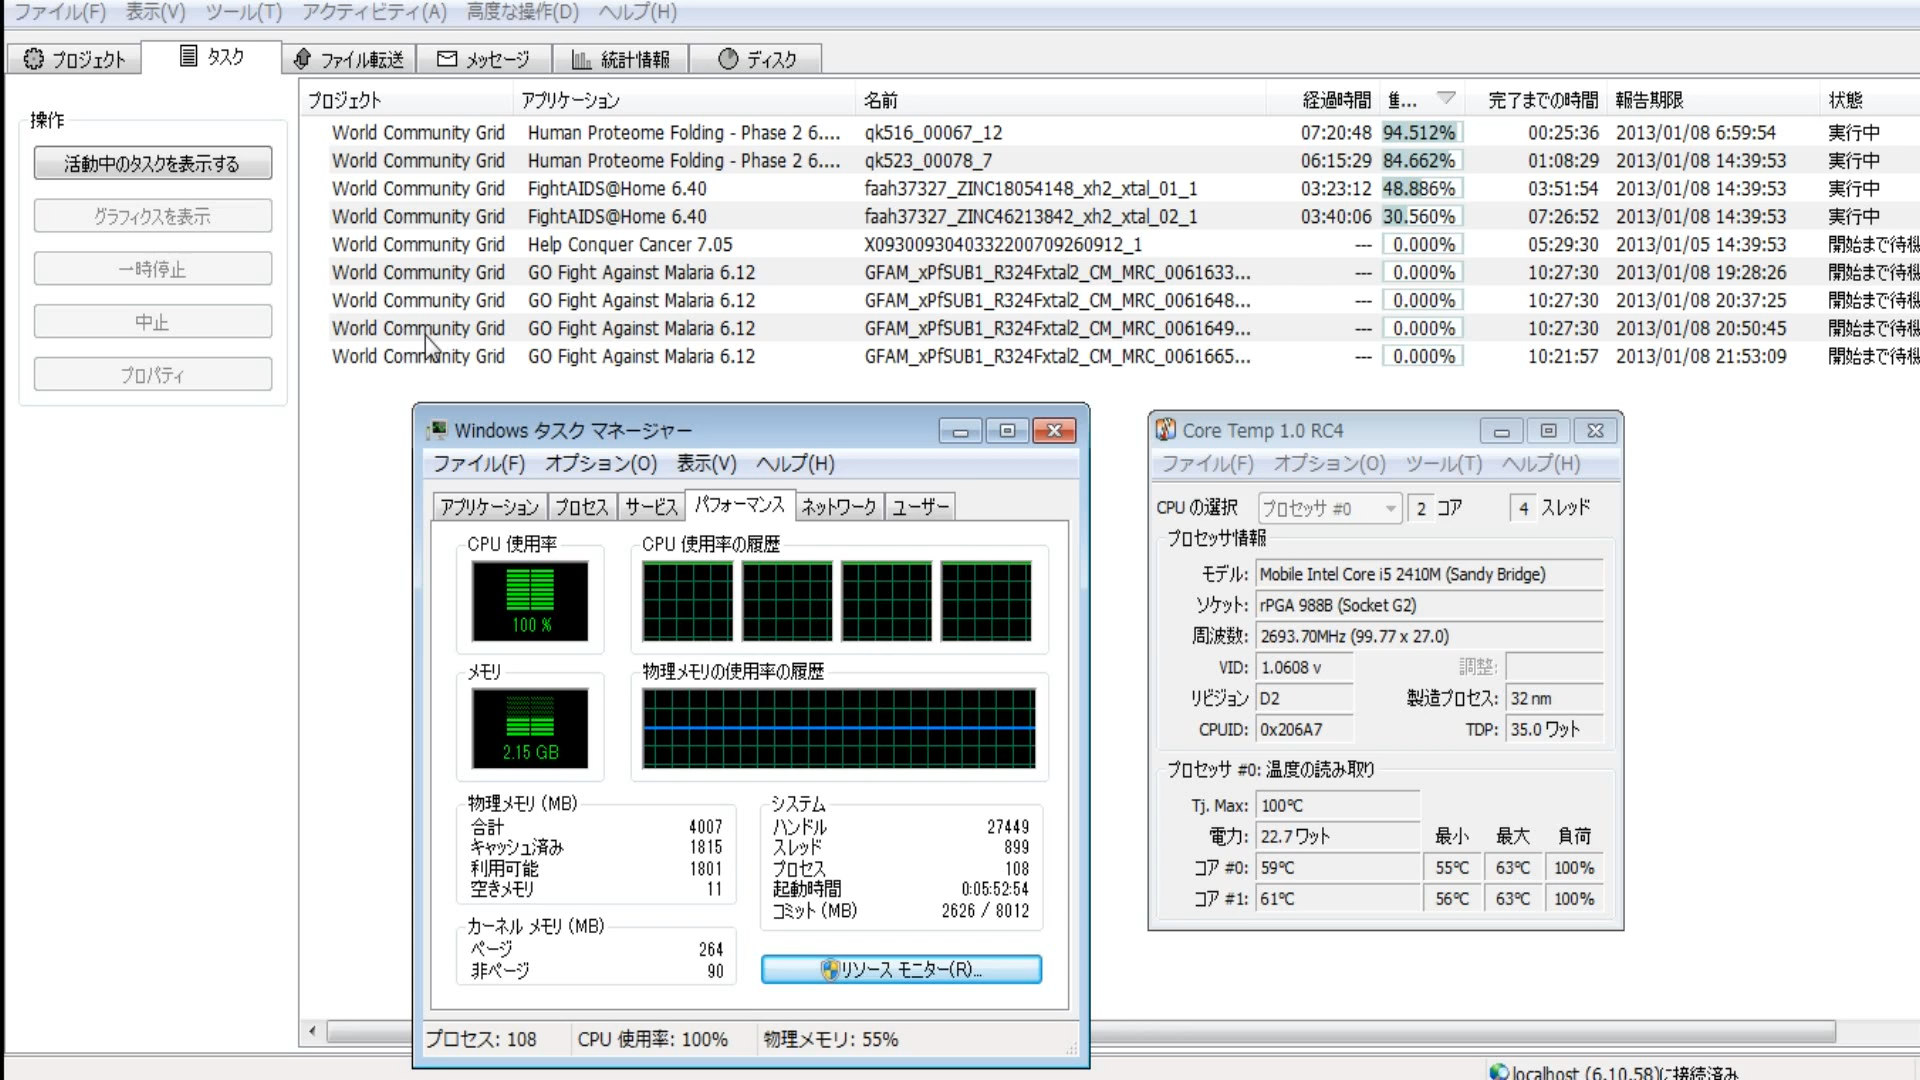 ファイル(F) 表示(V) ツール(T) アクティビティ(A) 高度な操作(D) ヘルプ(H)
プロジェクト タスク ファイル転送 メッセージ 統計情報 ディスク
操作
活動中のタスクを表示する
グラフィクスを表示
一時停止
中止
プロパティ
プロジェクト アプリケーション 名前 経過時間 進... 完了までの時間 報告期限 状態
World Community Grid Human Proteome Folding - Phase 2 6.... qk516_00067_12 07:20:48 94.512% 00:25:36 2013/01/08 6:59:54 実行中
World Community Grid Human Proteome Folding - Phase 2 6.... qk523_00078_7 06:15:29 84.662% 01:08:29 2013/01/08 14:39:53 実行中
World Community Grid FightAIDS@Home 6.40 faah37327_ZINC18054148_xh2_xtal_01_1 03:23:12 48.886% 03:51:54 2013/01/08 14:39:53 実行中
World Community Grid FightAIDS@Home 6.40 faah37327_ZINC46213842_xh2_xtal_02_1 03:40:06 30.560% 07:26:52 2013/01/08 14:39:53 実行中
World Community Grid Help Conquer Cancer 7.05 X0930093040332200709260912_1 --- 0.000% 05:29:30 2013/01/05 14:39:53 開始まで待機
World Community Grid GO Fight Against Malaria 6.12 GFAM_xPfSUB1_R324Fxtal2_CM_MRC_0061633... --- 0.000% 10:27:30 2013/01/08 19:28:26 開始まで待機
World Community Grid GO Fight Against Malaria 6.12 GFAM_xPfSUB1_R324Fxtal2_CM_MRC_0061648... --- 0.000% 10:27:30 2013/01/08 20:37:25 開始まで待機
World Community Grid GO Fight Against Malaria 6.12 GFAM_xPfSUB1_R324Fxtal2_CM_MRC_0061649... --- 0.000% 10:27:30 2013/01/08 20:50:45 開始まで待機
World Community Grid GO Fight Against Malaria 6.12 GFAM_xPfSUB1_R324Fxtal2_CM_MRC_0061665... --- 0.000% 10:21:57 2013/01/08 21:53:09 開始まで待機
Windows タスク マネージャー
ファイル(F) オプション(O) 表示(V) ヘルプ(H)
アプリケーション プロセス サービス パフォーマンス ネットワーク ユーザー
CPU 使用率 CPU 使用率の履歴
100 %
メモリ 物理メモリの使用率の履歴
2.15 GB
物理メモリ (MB)
合計 4007
キャッシュ済み 1815
利用可能 1801
空きメモリ 11
カーネル メモリ (MB)
ページ 264
非ページ 90
システム
ハンドル 27449
スレッド 899
プロセス 108
起動時間 0:05:52:54
コミット (MB) 2626 / 8012
リソース モニター(R)...
プロセス: 108 CPU 使用率: 100% 物理メモリ: 55%
Core Temp 1.0 RC4
ファイル(F) オプション(O) ツール(T) ヘルプ(H)
CPU の選択 プロセッサ #0 2 コア 4 スレッド
プロセッサ情報
モデル: Mobile Intel Core i5 2410M (Sandy Bridge)
ソケット: rPGA 988B (Socket G2)
周波数: 2693.70MHz (99.77 x 27.0)
VID: 1.0608 v 調整:
リビジョン D2 製造プロセス: 32 nm
CPUID: 0x206A7 TDP: 35.0 ワット
プロセッサ #0: 温度の読み取り
Tj. Max: 100℃
電力: 22.7 ワット 最小 最大 負荷
コア #0: 59℃ 55℃ 63℃ 100%
コア #1: 61℃ 56℃ 63℃ 100%
localhost (6.10.58)に接続済み